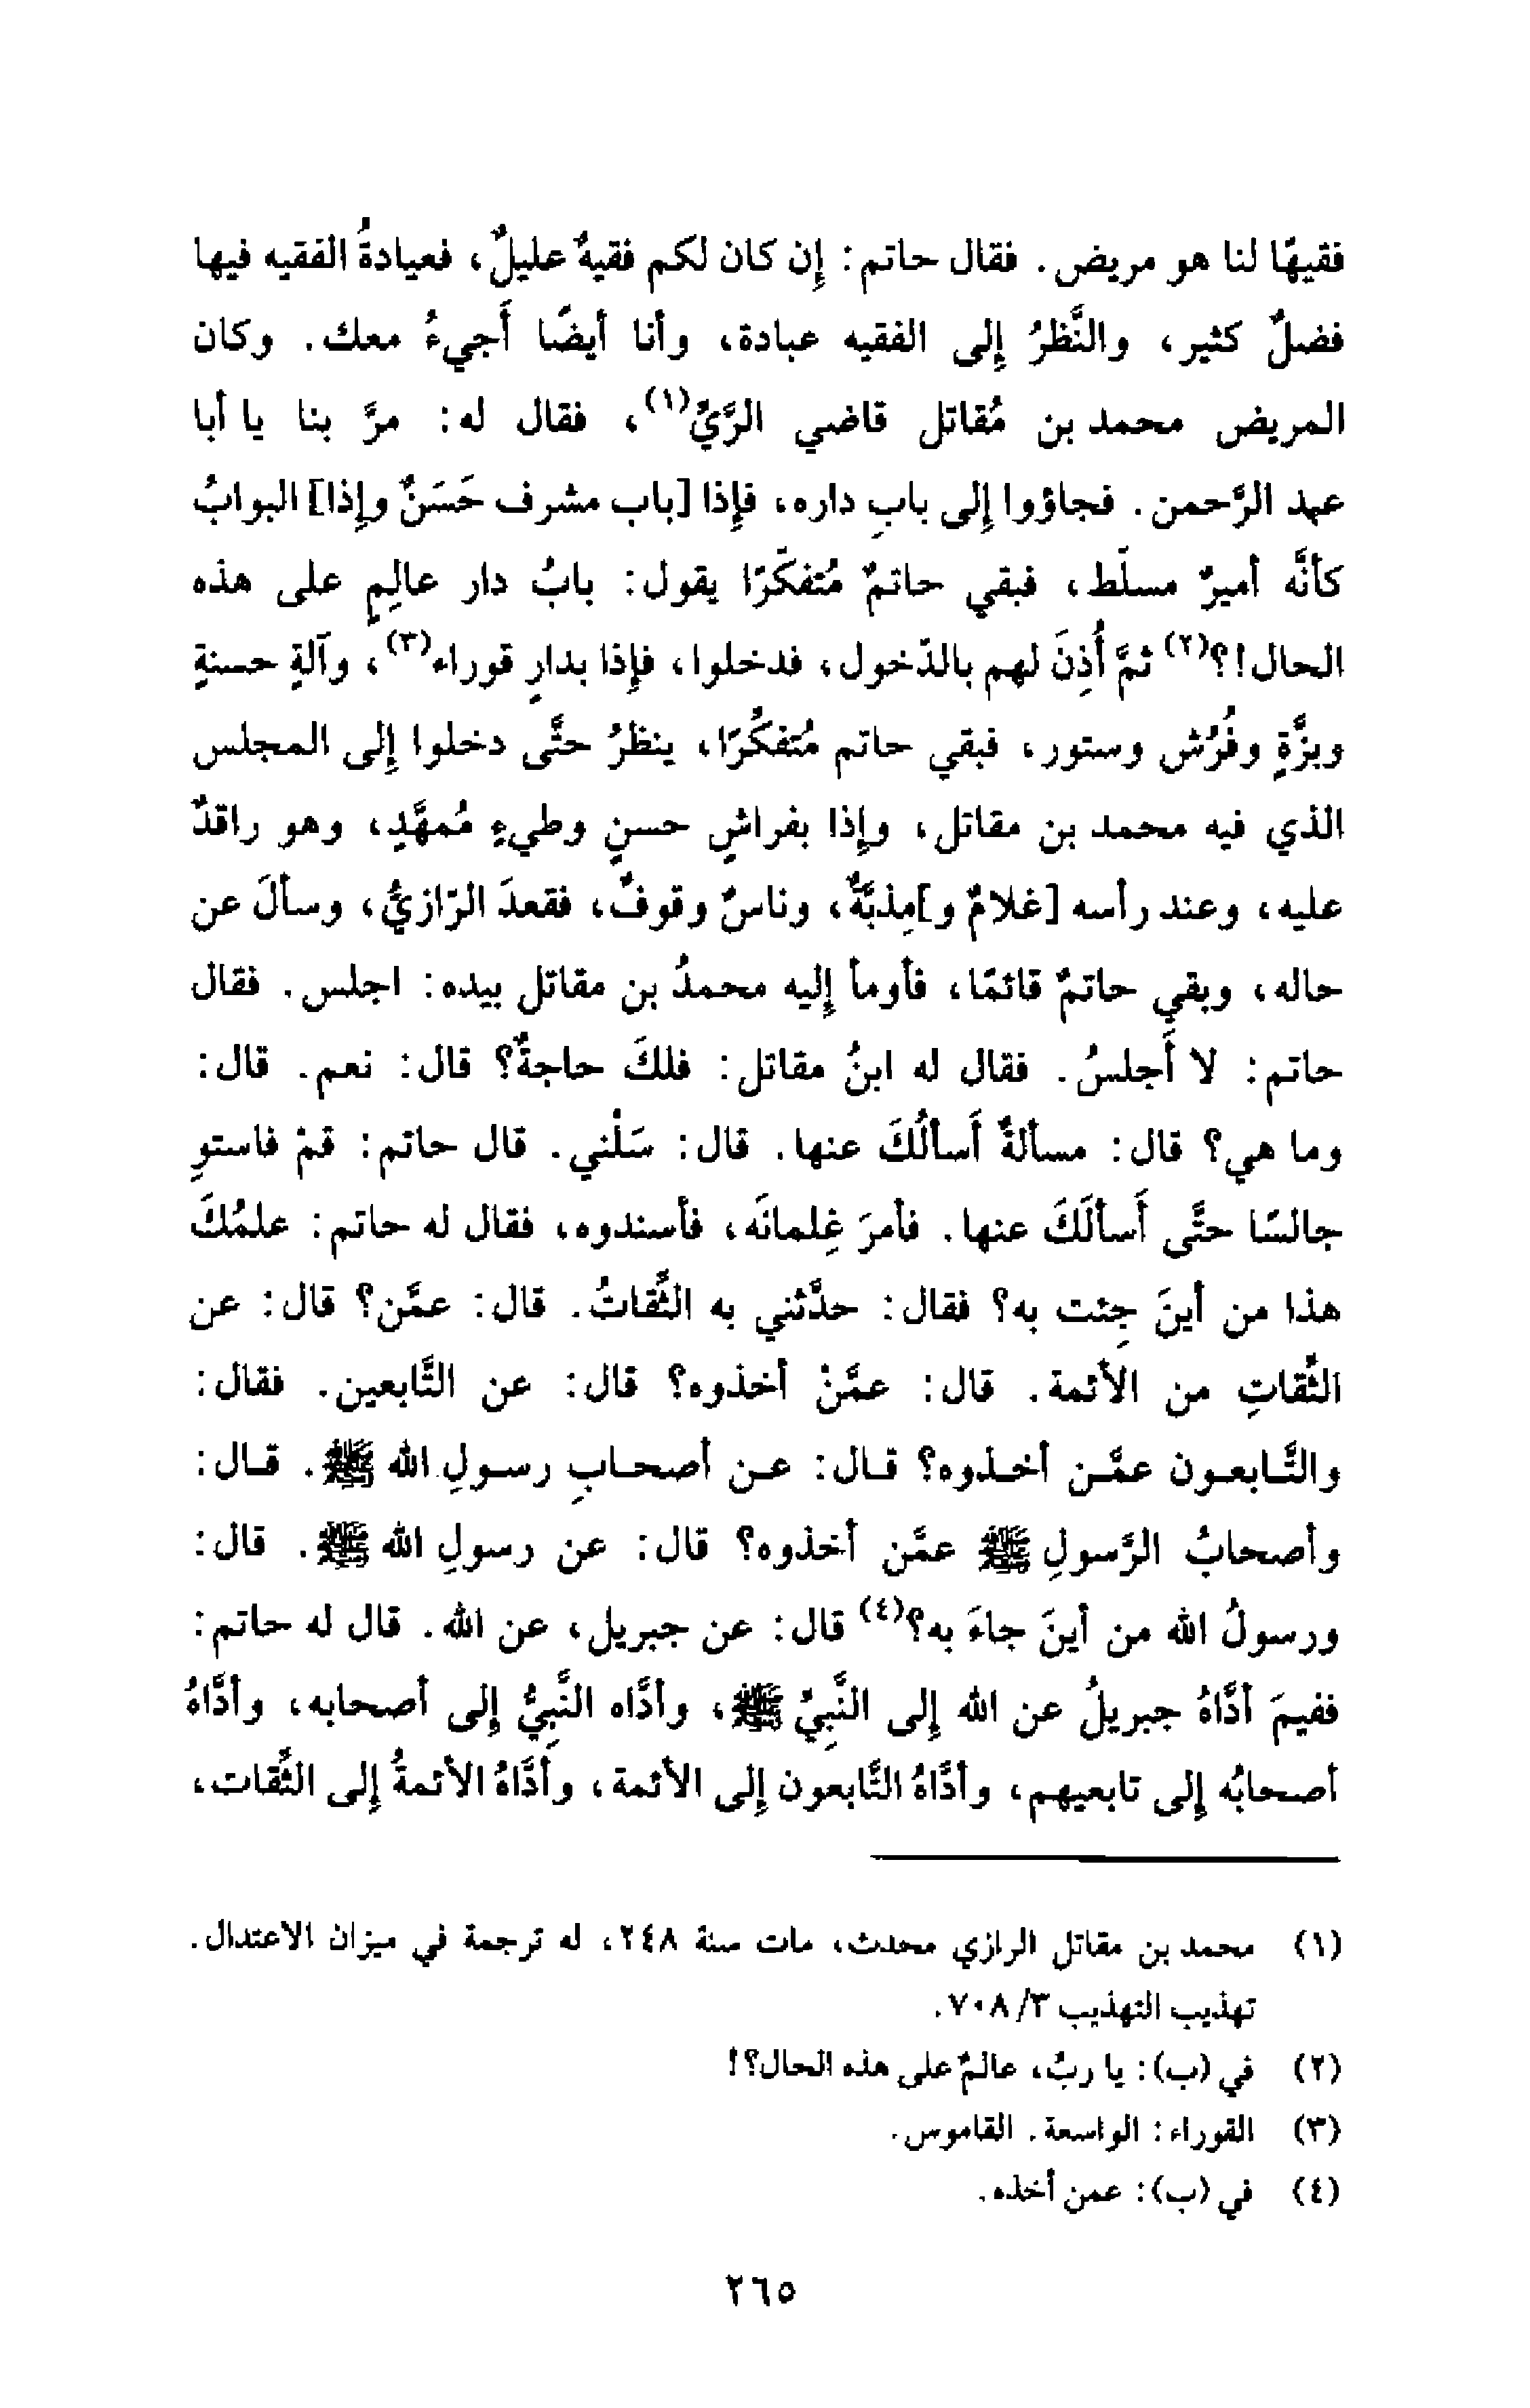 فقيهًا لنا هو مريض. فقال حاتم: إن كان لكم فقيهٌ عليلٌ، فعيادةُ الفقيه فيها
فضلٌ كثير، والنَّظرُ إلى الفقيه عبادة، وأنا أيضًا أَجيءُ معك. وكان
المريض محمد بن مُقاتل قاضي الرَّيِّ(١)، فقال له: مرَّ بنا يا أبا
عبد الرَّحمن. فجاؤوا إلى بابِ داره، فإذا [باب مشرف حَسَنٌ وإذا] البوابُ
كأنَّه أميرٌ مسلَّط، فبقي حاتمٌ مُتفكّرًا يقول: بابُ دار عالِمٍ على هذه
الحال!؟(٢) ثمَّ أُذِنَ لهم بالدّخول، فدخلوا، فإذا بدارٍ قوراء(٣)، وآلةٍ حسنةٍ
وبزَّةٍ وفُرُش وستور، فبقي حاتم مُتفكُرًا، ينظرُ حتَّى دخلوا إلى المجلس
الذي فيه محمد بن مقاتل، وإذا بفراشٍ حسنٍ وطيءٍ مُمهَّدٍ، وهو راقدٌ
عليه، وعند رأسه [غلامٌ و]مِذبَّةٌ، وناسٌ وقوفٌ، فقعدَ الرّازيُّ، وسألَ عن
حاله، وبقي حاتمٌ قائمًا، فأومأ إليه محمدُ بن مقاتل بيده: اجلس. فقال
حاتم: لا أَجلسُ. فقال له ابنُ مقاتل: فلكَ حاجةٌ؟ قال: نعم. قال:
وما هي؟ قال: مسألةٌ أَسألُكَ عنها. قال: سَلْني. قال حاتم: قمْ فاستوِ
جالسًا حتَّى أَسألَكَ عنها. فأمرَ غِلمانَه، فأسندوه، فقال له حاتم: علمُكَ
هذا من أينَ جِئت به؟ فقال: حدَّثني به الثِّقاتُ. قال: عمَّن؟ قال: عن
الثِّقاتِ من الأئمة. قال: عمَّنْ أخذوه؟ قال: عن التَّابعين. فقال:
والتَّابعون عمَّن أخذوه؟ قال: عن أصحابِ رسولِ الله ﷺ. قال:
وأصحابُ الرَّسولِ ﷺ عمَّن أخذوه؟ قال: عن رسولِ الله ﷺ. قال:
ورسولُ الله من أينَ جاءَ به؟(٤) قال: عن جبريل، عن الله. قال له حاتم:
ففيمَ أدَّاهُ جبريلُ عن الله إلى النَّبِيِّ ﷺ، وأدَّاه النَّبِيُّ إلى أصحابه، وأدَّاهُ
أصحابُه إلى تابعيهم، وأدَّاهُ التَّابعون إلى الأئمة، وأدَّاهُ الأئمةُ إلى الثِّقات،
(١) محمد بن مقاتل الرازي محدث، مات سنة ٢٤٨، له ترجمة في ميزان الاعتدال.
تهذيب التهذيب ٣/ ٧٠٨.
(٢) في (ب): يا ربِّ، عالمٌ على هذه الحال؟!
(٣) القوراء: الواسعة. القاموس.
(٤) في (ب): عمن أخذه.
٢٦٥